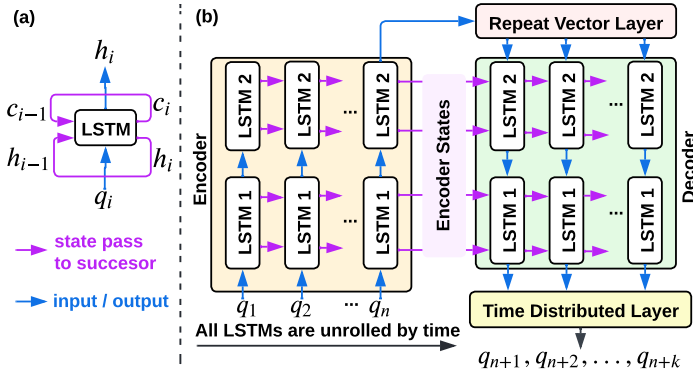 (a)
h_i
c_{i-1}
c_i
LSTM
h_{i-1}
h_i
q_i
state pass
to succesor
input / output
(b)
Repeat Vector Layer
Encoder
LSTM 2
LSTM 2
...
LSTM 2
LSTM 1
LSTM 1
...
LSTM 1
q_1
q_2
...
q_n
Encoder States
LSTM 2
LSTM 2
...
LSTM 2
LSTM 1
LSTM 1
...
LSTM 1
Decoder
All LSTMs are unrolled by time
Time Distributed Layer
q_{n+1}, q_{n+2}, ..., q_{n+k}